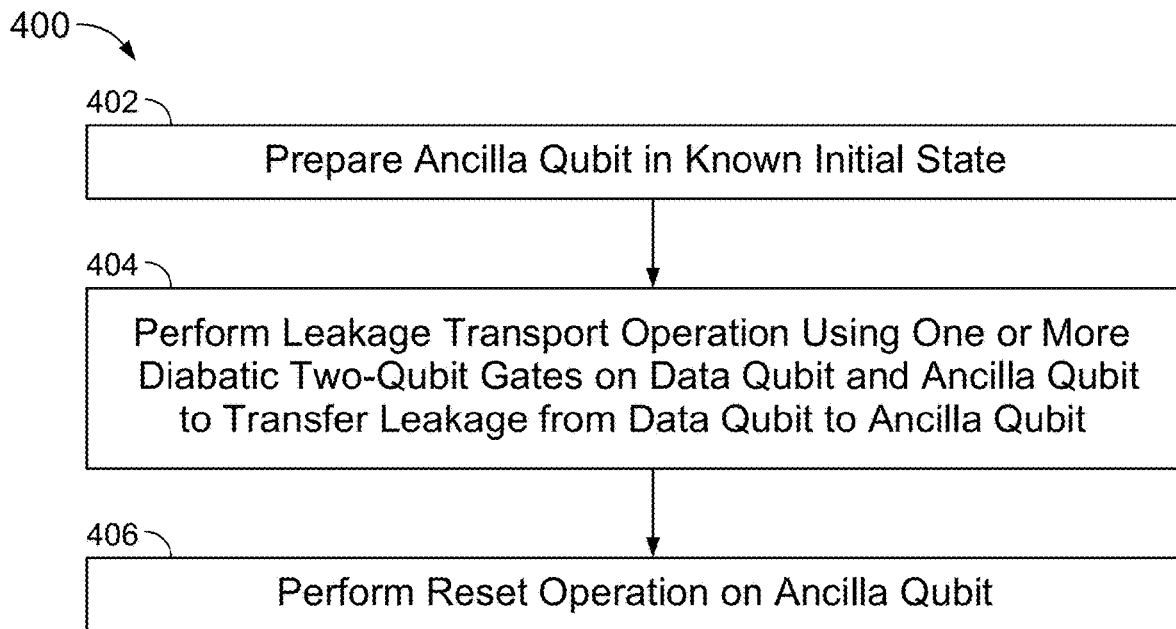 400
402
Prepare Ancilla Qubit in Known Initial State
404
Perform Leakage Transport Operation Using One or More
Diabatic Two-Qubit Gates on Data Qubit and Ancilla Qubit
to Transfer Leakage from Data Qubit to Ancilla Qubit
406
Perform Reset Operation on Ancilla Qubit